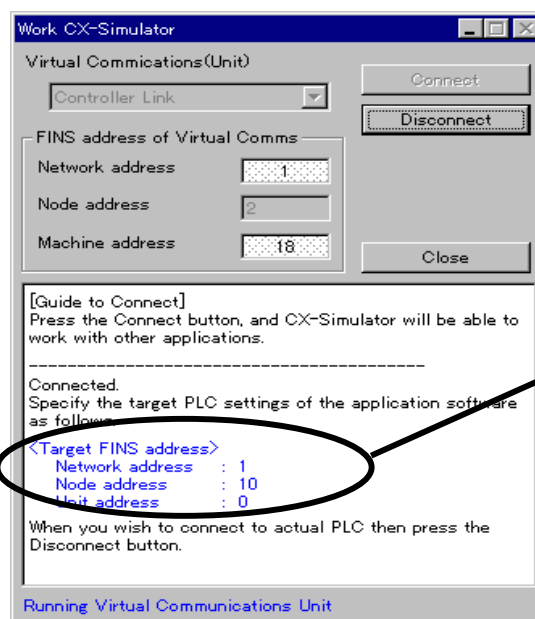 Work CX-Simulator
Virtual Commications(Unit)
Connect
Controller Link
Disconnect
FINS address of Virtual Comms
Network address 1
Node address 2
Machine address 18
Close
[Guide to Connect]
Press the Connect button, and CX-Simulator will be able to
work with other applications.
------------------------------------------
Connected.
Specify the target PLC settings of the application software
as follows.
<Target FINS address>
Network address : 1
Node address : 10
Unit address : 0
When you wish to connect to actual PLC then press the
Disconnect button.
Running Virtual Communications Unit